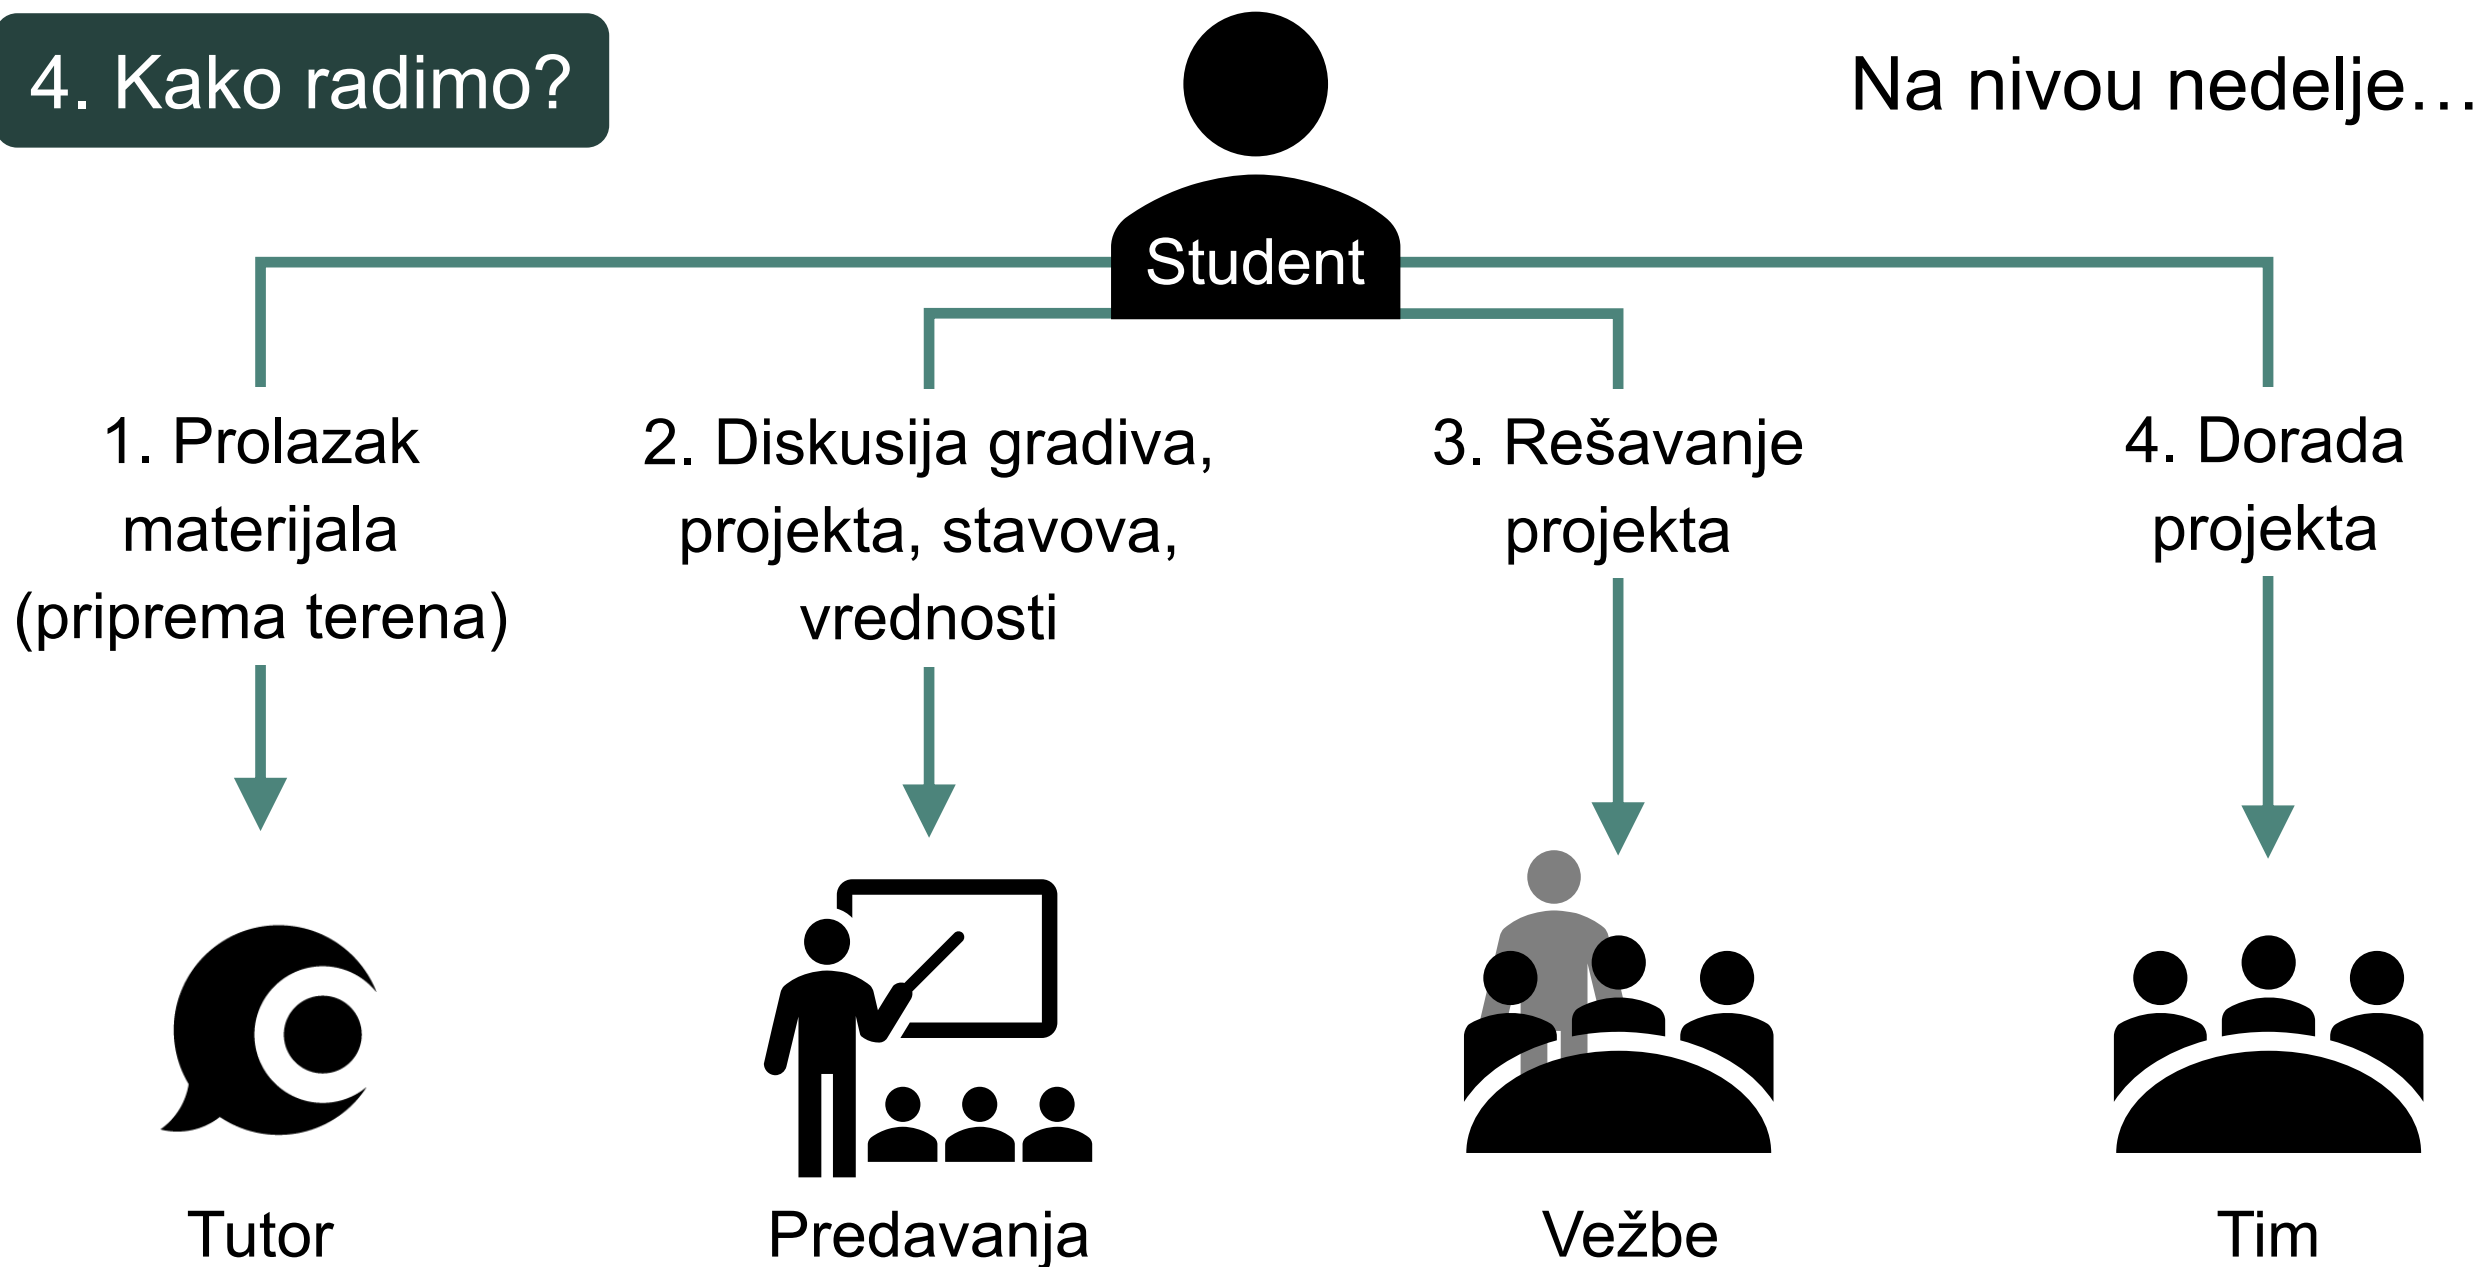 4. Kako radimo?
Na nivou nedelje…
Student
1. Prolazak
materijala
(priprema terena)
2. Diskusija gradiva,
projekta, stavova,
vrednosti
3. Rešavanje
projekta
4. Dorada
projekta
Tutor
Predavanja
Vežbe
Tim